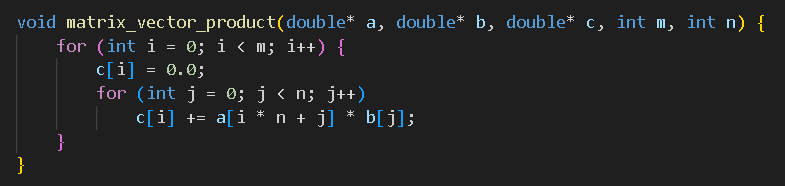 void matrix_vector_product(double* a, double* b, double* c, int m, int n) {
    for (int i = 0; i < m; i++) {
        c[i] = 0.0;
        for (int j = 0; j < n; j++)
            c[i] += a[i * n + j] * b[j];
    }
}